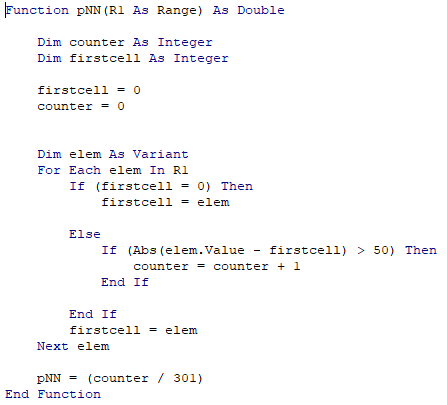 Function pNN(R1 As Range) As Double
Dim counter As Integer
Dim firstcell As Integer
firstcell = 0
counter = 0
Dim elem As Variant
For Each elem In R1
If (firstcell = 0) Then
firstcell = elem
Else
If (Abs(elem.Value - firstcell) > 50) Then
counter = counter + 1
End If
End If
firstcell = elem
Next elem
pNN = (counter / 301)
End Function